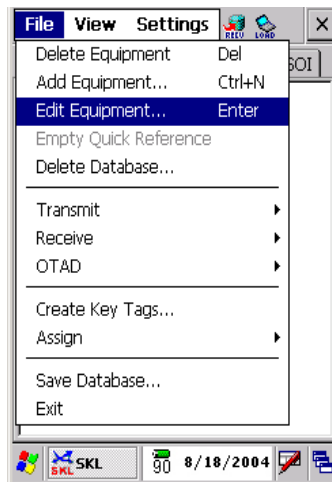 File View Settings RECV LOAD X
SOI
Delete Equipment Del
Add Equipment... Ctrl+N
Edit Equipment... Enter
Empty Quick Reference
Delete Database...
Transmit
Receive
OTAD
Create Key Tags...
Assign
Save Database...
Exit
SKL SKL 90 8/18/2004